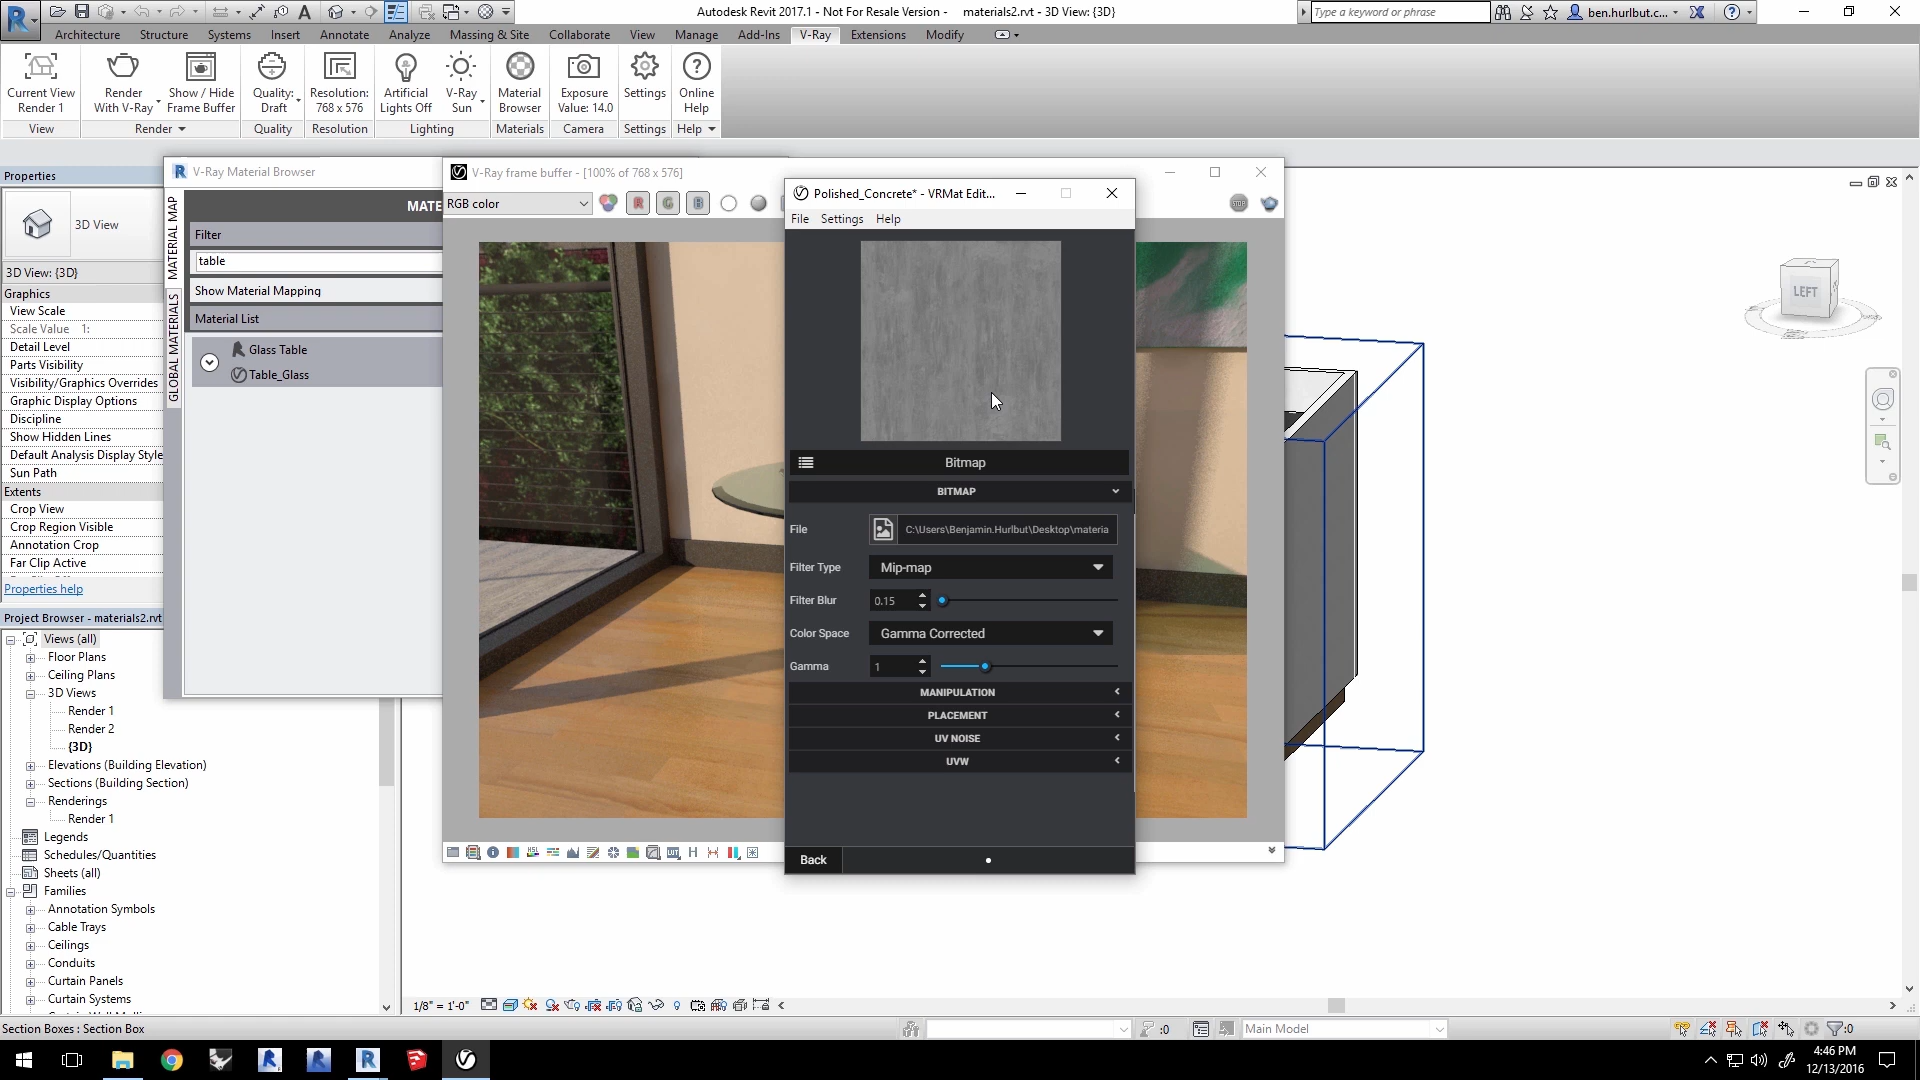 Autodesk Revit 2017.1 - Not For Resale Version -    materials2.rvt - 3D View: {3D}
Type a keyword or phrase
ben.hurlbut.c...
Architecture Structure Systems Insert Annotate Analyze Massing & Site Collaborate View Manage Add-Ins V-Ray Extensions Modify
Current View Render 1
Render With V-Ray
Show / Hide Frame Buffer
Quality: Draft
Resolution: 768 x 576
Artificial Lights Off
V-Ray Sun
Material Browser
Exposure Value: 14.0
Settings
Online Help
View Render Quality Resolution Lighting Materials Camera Settings Help
Properties
3D View
3D View: {3D}
Graphics
View Scale
Scale Value 1:
Detail Level
Parts Visibility
Visibility/Graphics Overrides
Graphic Display Options
Discipline
Show Hidden Lines
Default Analysis Display Style
Sun Path
Extents
Crop View
Crop Region Visible
Annotation Crop
Far Clip Active
Properties help
Project Browser - materials2.rvt
Views (all)
Floor Plans
Ceiling Plans
3D Views
Render 1
Render 2
{3D}
Elevations (Building Elevation)
Sections (Building Section)
Renderings
Render 1
Legends
Schedules/Quantities
Sheets (all)
Families
Annotation Symbols
Cable Trays
Ceilings
Conduits
Curtain Panels
Curtain Systems
V-Ray Material Browser
MATERIAL MAP
GLOBAL MATERIALS
MATE
Filter
table
Show Material Mapping
Material List
Glass Table
Table_Glass
V-Ray frame buffer - [100% of 768 x 576]
RGB color
R G B
STOP
Polished_Concrete* - VRMat Edit...
File Settings Help
Bitmap
BITMAP
File
C:\Users\Benjamin.Hurlbut\Desktop\materia
Filter Type Mip-map
Filter Blur 0.15
Color Space Gamma Corrected
Gamma 1
MANIPULATION
PLACEMENT
UV NOISE
UVW
Back
LEFT
1/8" = 1'-0"
Section Boxes : Section Box
:0
Main Model
:0
4:46 PM
12/13/2016